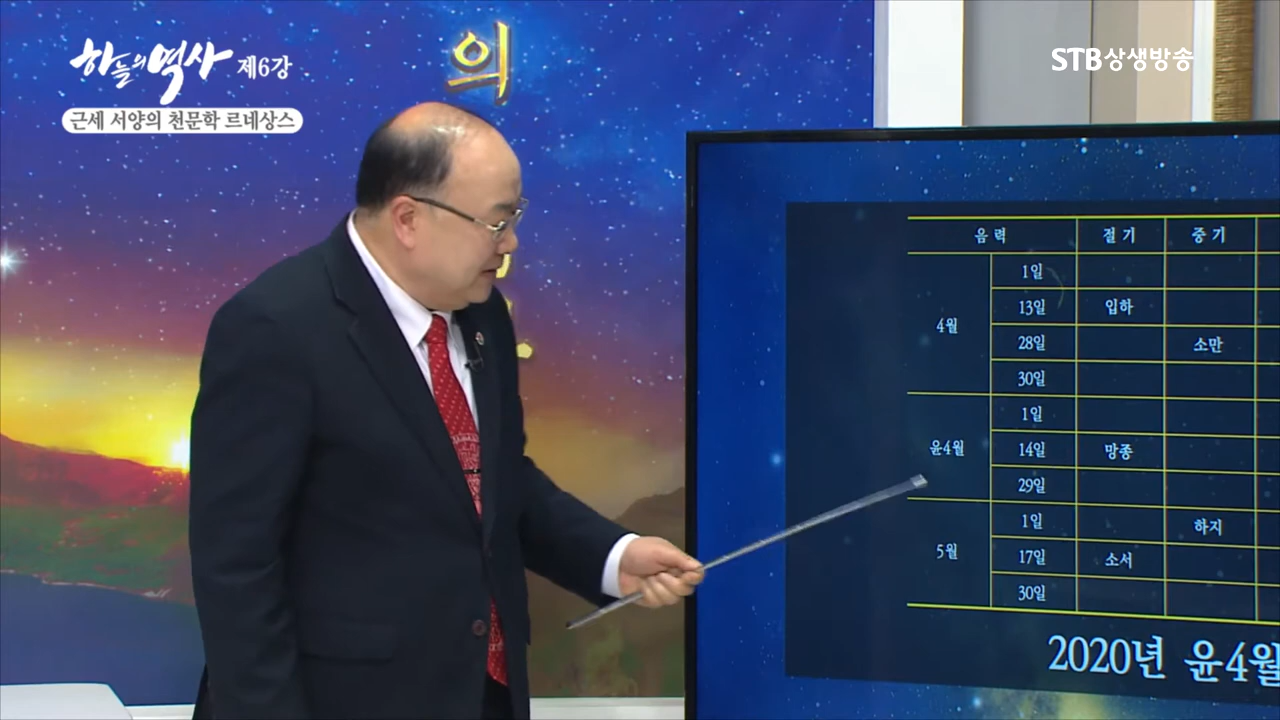 하늘의 역사 제6강
근세 서양의 천문학 르네상스
의
STB상생방송
음력 절기 중기
4월
1일
13일 입하
28일 소만
30일
윤4월
1일
14일 망종
29일
5월
1일 하지
17일 소서
30일
2020년 윤4월